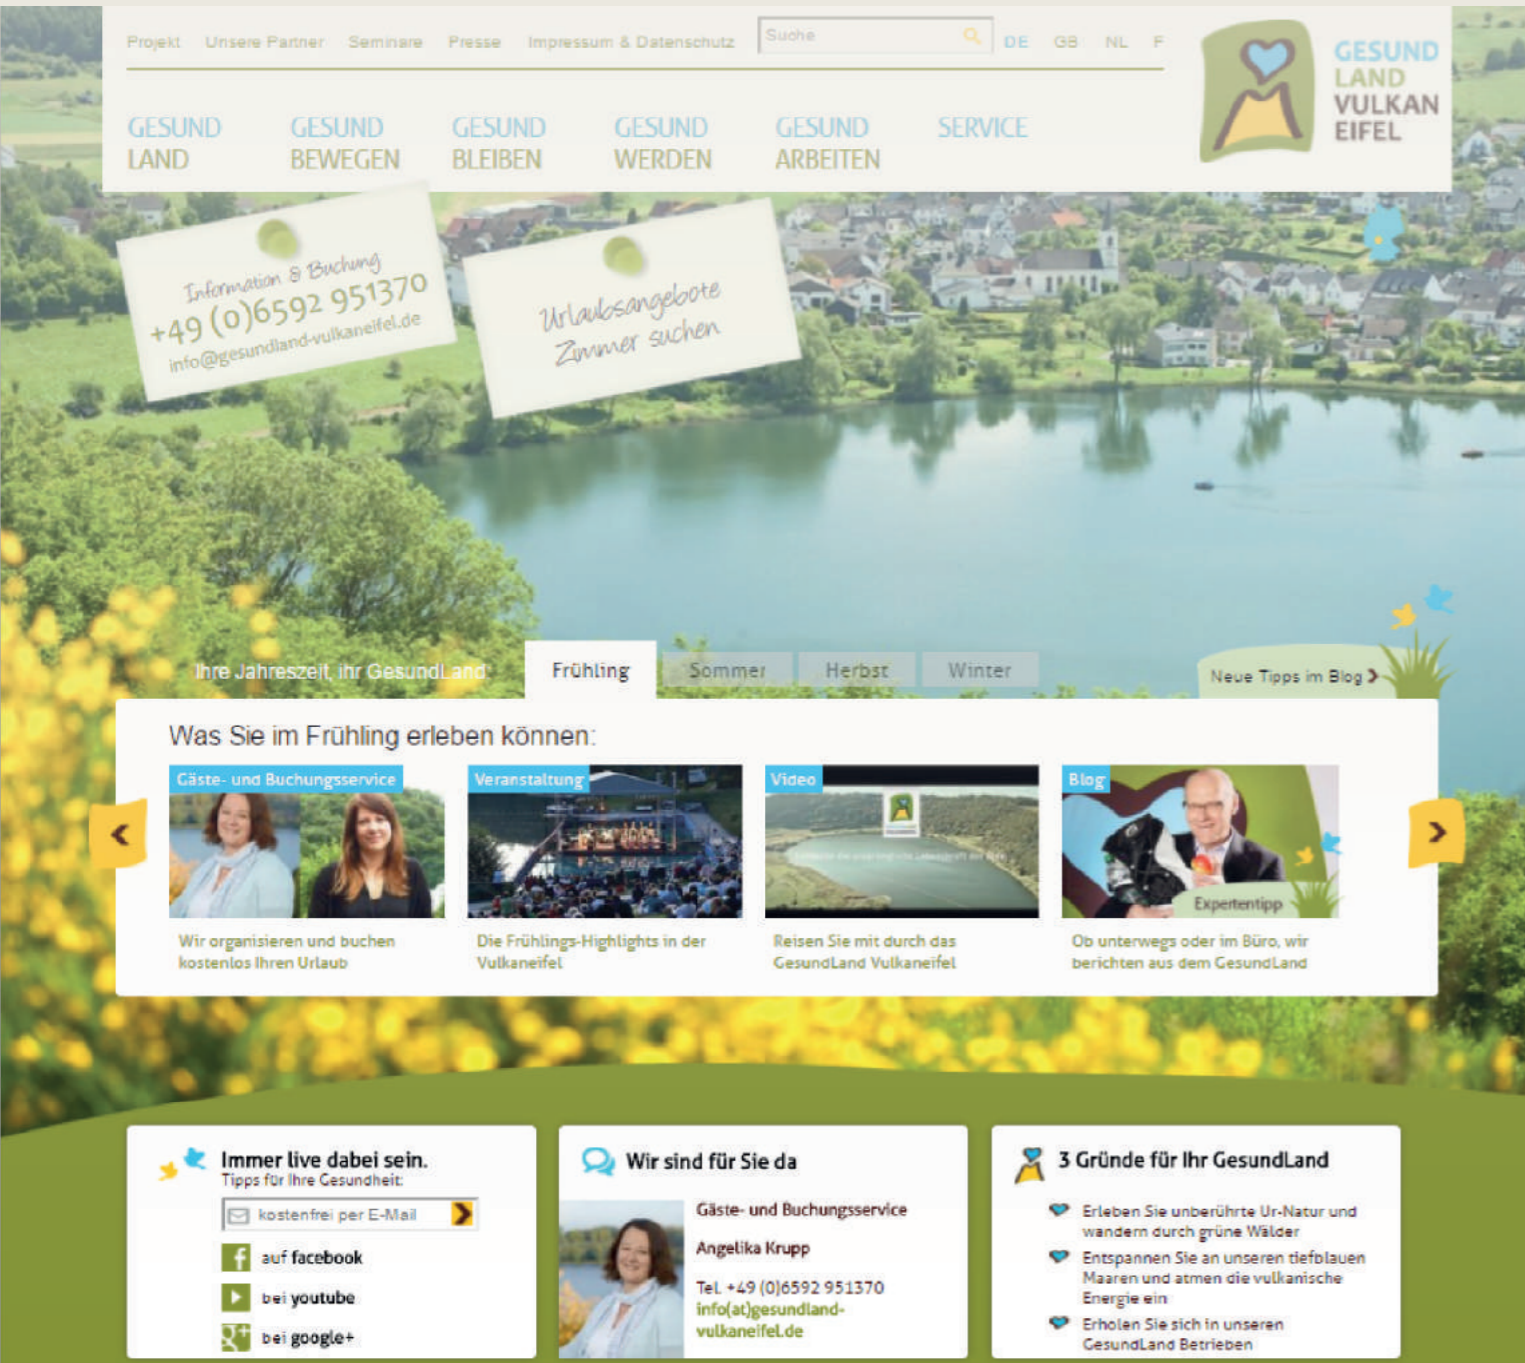 Projekt Unsere Partner Seminare Presse Impressum & Datenschutz Suche DE GB NL F
GESUND LAND VULKAN EIFEL
GESUND LAND
GESUND BEWEGEN
GESUND BLEIBEN
GESUND WERDEN
GESUND ARBEITEN
SERVICE
Information & Buchung
+49 (0)6592 951370
info@gesundland-vulkaneifel.de
Urlaubsangebote
Zimmer suchen
Ihre Jahreszeit, ihr GesundLand: Frühling Sommer Herbst Winter
Neue Tipps im Blog
Was Sie im Frühling erleben können:
Gäste- und Buchungsservice
Wir organisieren und buchen
kostenlos Ihren Urlaub
Veranstaltung
Die Frühlings-Highlights in der
Vulkaneifel
Video
Reisen Sie mit durch das
GesundLand Vulkaneifel
Blog
Expertentipp
Ob unterwegs oder im Büro, wir
berichten aus dem GesundLand
Immer live dabei sein.
Tipps für Ihre Gesundheit:
kostenfrei per E-Mail
auf facebook
bei youtube
bei google+
Wir sind für Sie da
Gäste- und Buchungsservice
Angelika Krupp
Tel. +49 (0)6592 951370
info(at)gesundland-
vulkaneifel.de
3 Gründe für Ihr GesundLand
Erleben Sie unberührte Ur-Natur und
wandern durch grüne Wälder
Entspannen Sie an unseren tiefblauen
Maaren und atmen die vulkanische
Energie ein
Erholen Sie sich in unseren
GesundLand Betrieben